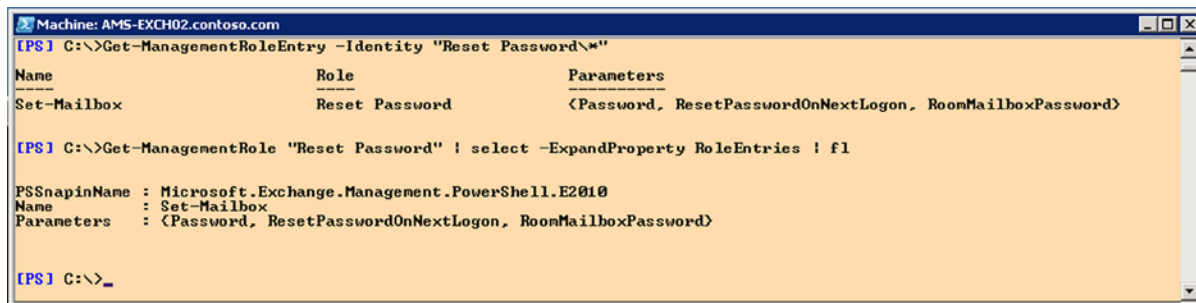 Machine: AMS-EXCH02.contoso.com
[PS] C:\>Get-ManagementRoleEntry -Identity "Reset Password\*"
Name Role Parameters
---- ---- ----------
Set-Mailbox Reset Password {Password, ResetPasswordOnNextLogon, RoomMailboxPassword}
[PS] C:\>Get-ManagementRole "Reset Password" | select -ExpandProperty RoleEntries | fl
PSSnapinName : Microsoft.Exchange.Management.PowerShell.E2010
Name : Set-Mailbox
Parameters : {Password, ResetPasswordOnNextLogon, RoomMailboxPassword}
[PS] C:\>_